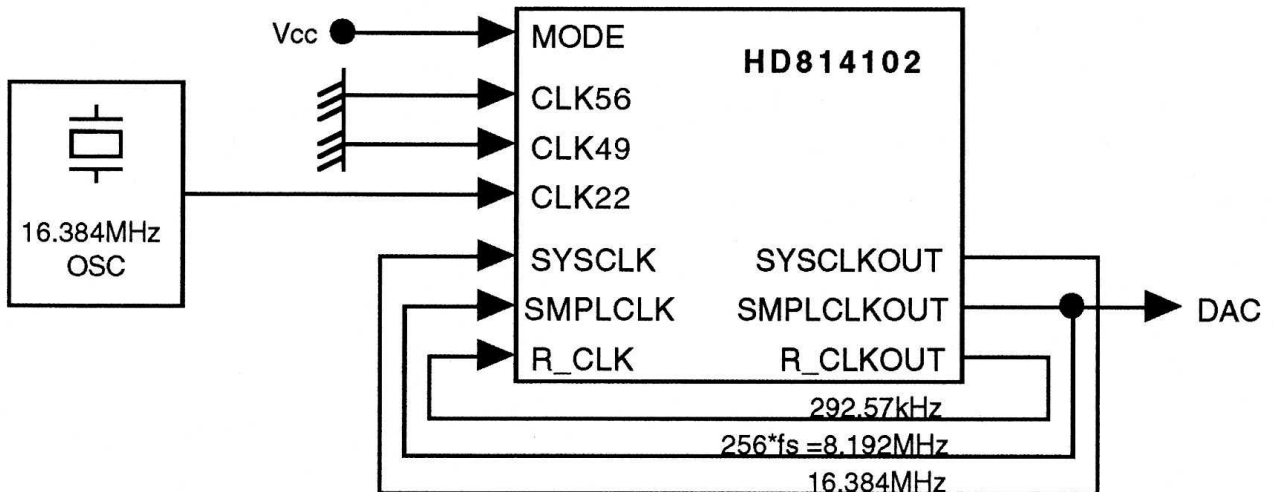 Vcc
MODE
HD814102
CLK56
CLK49
CLK22
16.384MHz
OSC
SYSCLK
SYSCLKOUT
SMPLCLK
SMPLCLKOUT
DAC
R_CLK
R_CLKOUT
292.57kHz
256*fs =8.192MHz
16.384MHz